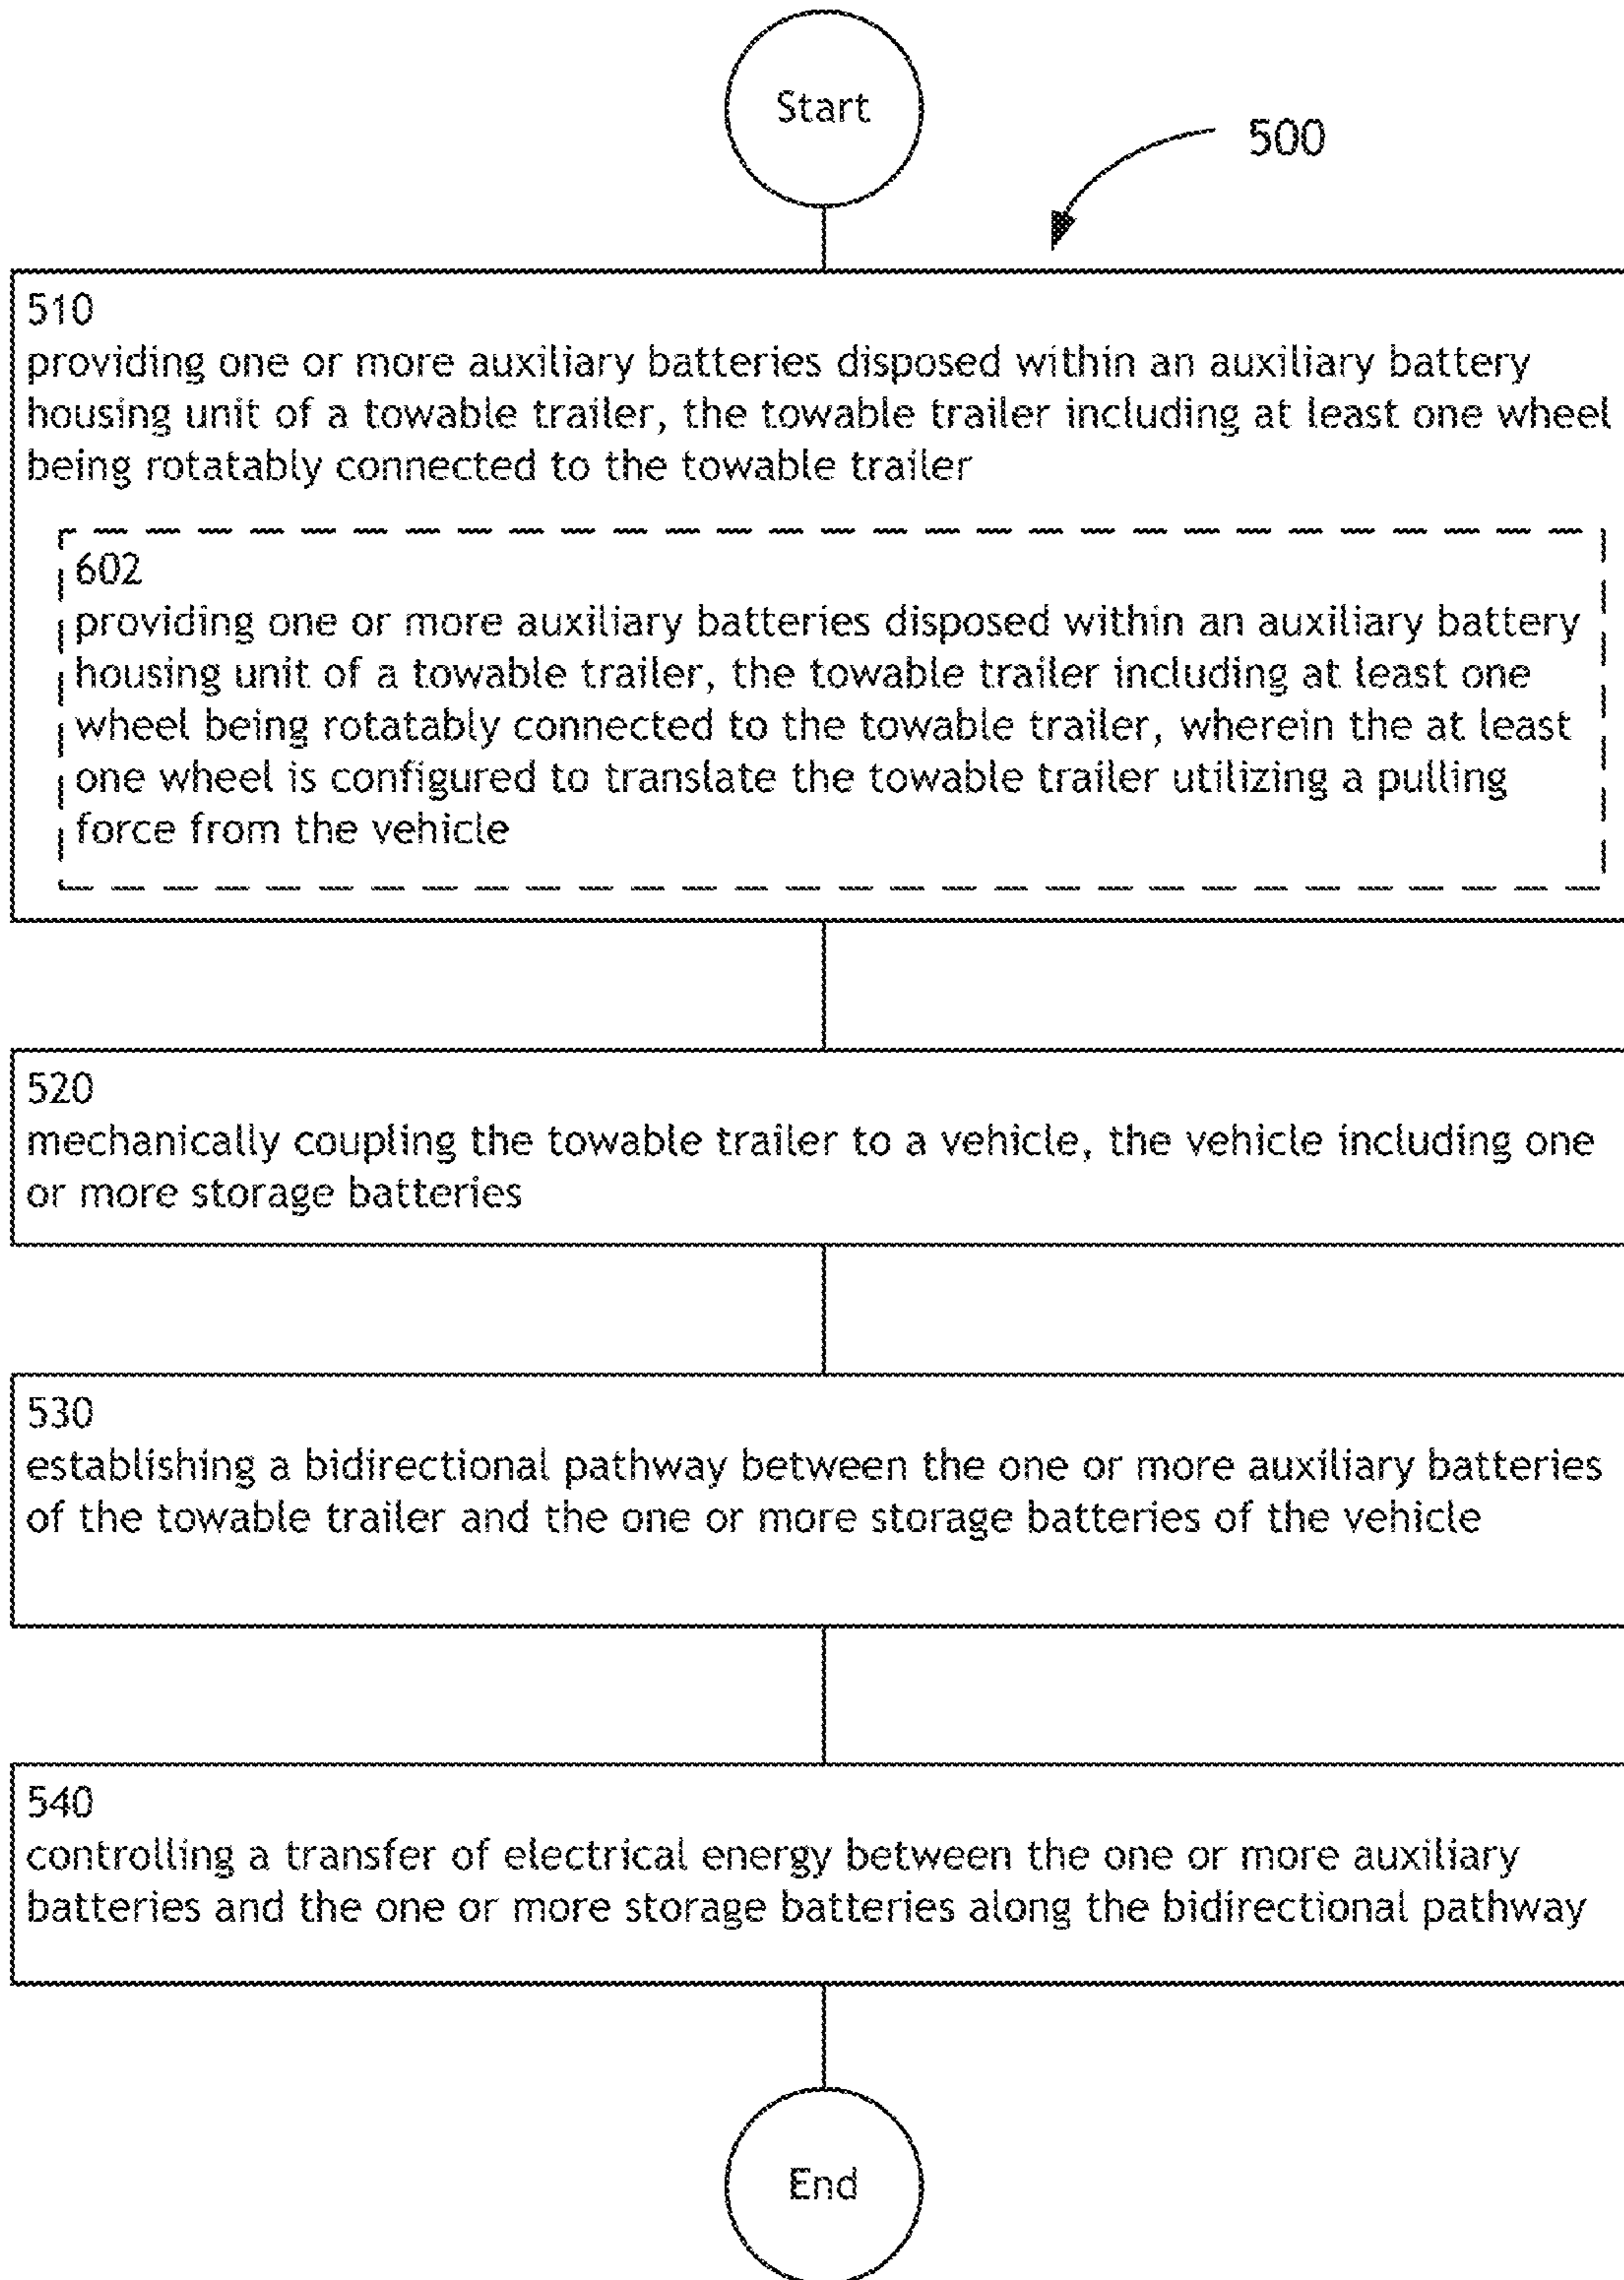 Start
500
510
providing one or more auxiliary batteries disposed within an auxiliary battery
housing unit of a towable trailer, the towable trailer including at least one wheel
being rotatably connected to the towable trailer
602
providing one or more auxiliary batteries disposed within an auxiliary battery
housing unit of a towable trailer, the towable trailer including at least one
wheel being rotatably connected to the towable trailer, wherein the at least
one wheel is configured to translate the towable trailer utilizing a pulling
force from the vehicle
520
mechanically coupling the towable trailer to a vehicle, the vehicle including one
or more storage batteries
530
establishing a bidirectional pathway between the one or more auxiliary batteries
of the towable trailer and the one or more storage batteries of the vehicle
540
controlling a transfer of electrical energy between the one or more auxiliary
batteries and the one or more storage batteries along the bidirectional pathway
End